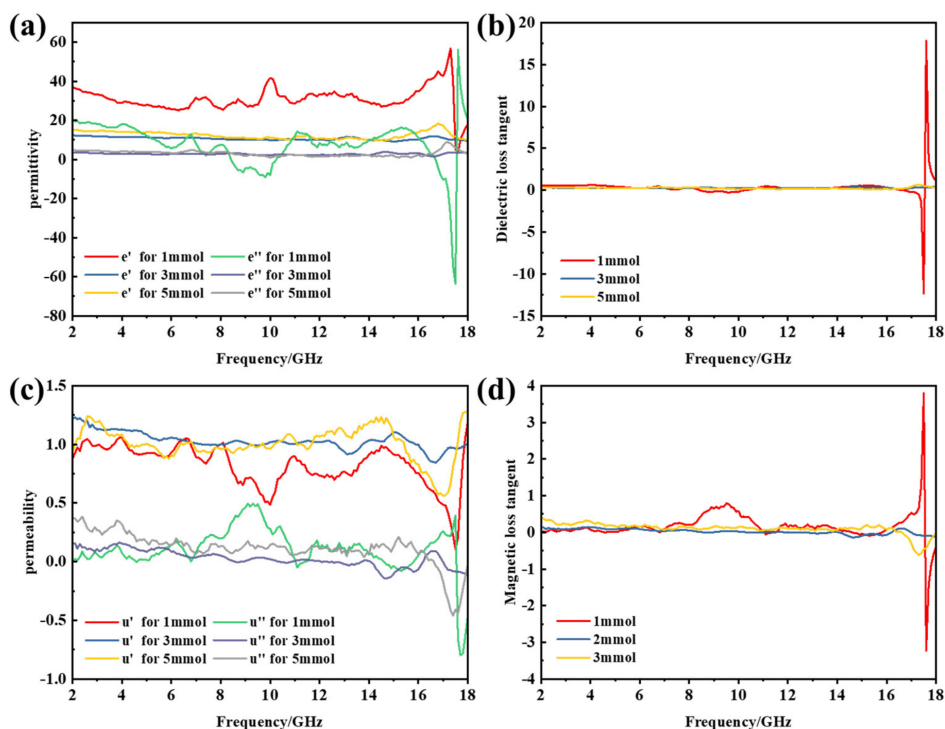 (a)
60
40
20
0
-20
-40
-60
-80
permittivity
e' for 1mmol
e'' for 1mmol
e' for 3mmol
e'' for 3mmol
e' for 5mmol
e'' for 5mmol
2 4 6 8 10 12 14 16 18
Frequency/GHz
(b)
20
15
10
5
0
-5
-10
-15
Dielectric loss tangent
1mmol
3mmol
5mmol
2 4 6 8 10 12 14 16 18
Frequency/GHz
(c)
1.5
1.0
0.5
0.0
-0.5
-1.0
permeability
u' for 1mmol
u'' for 1mmol
u' for 3mmol
u'' for 3mmol
u' for 5mmol
u'' for 5mmol
2 4 6 8 10 12 14 16 18
Frequency/GHz
(d)
4
3
2
1
0
-1
-2
-3
-4
Magnetic loss tangent
1mmol
2mmol
3mmol
2 4 6 8 10 12 14 16 18
Frequency/GHz